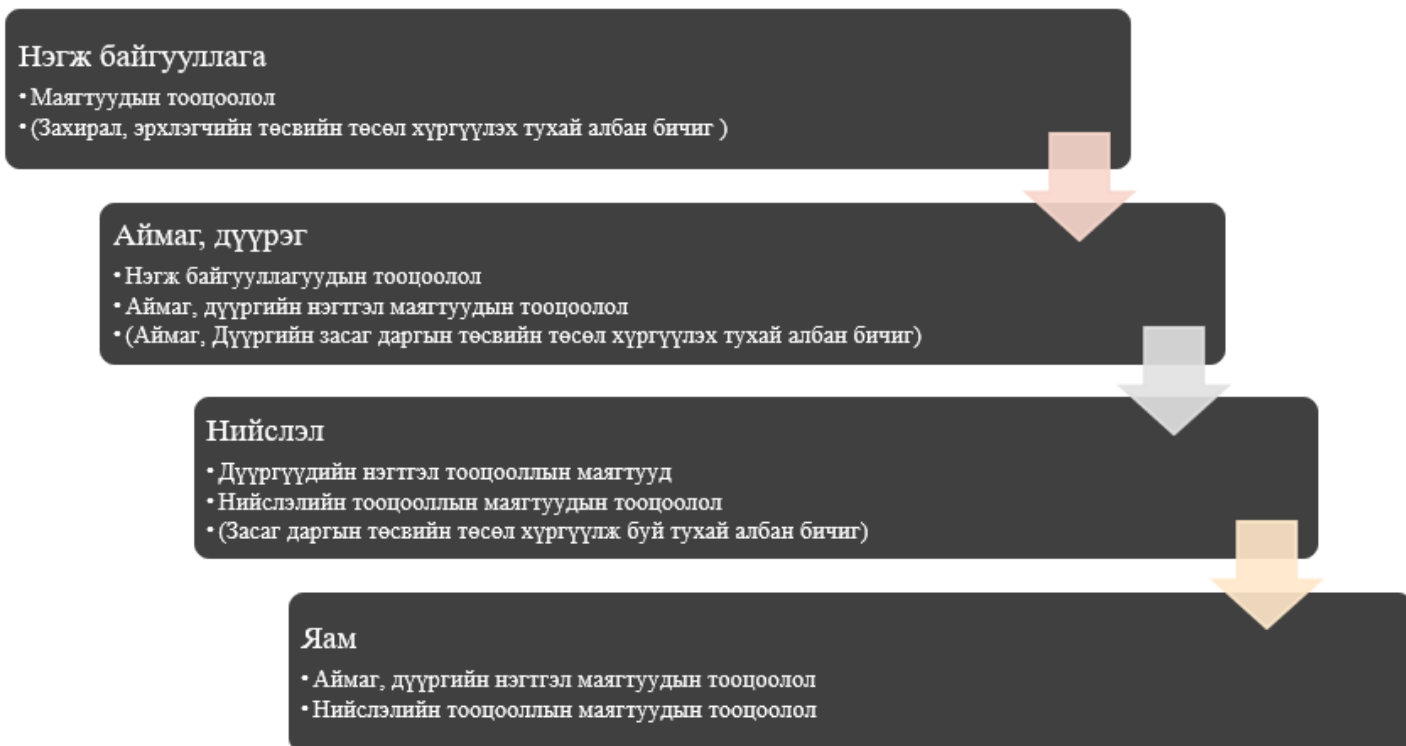 Нэгж байгууллага
• Маягтуудын тооцоолол
• (Захирал, эрхлэгчийн төсвийн төсөл хүргүүлэх тухай албан бичиг )
Аймаг, дүүрэг
• Нэгж байгууллагуудын тооцоолол
• Аймаг, дүүргийн нэгтгэл маягтуудын тооцоолол
• (Аймаг, Дүүргийн засаг даргын төсвийн төсөл хүргүүлэх тухай албан бичиг)
Нийслэл
• Дүүргүүдийн нэгтгэл тооцооллын маягтууд
• Нийслэлийн тооцооллын маягтуудын тооцоолол
• (Засаг даргын төсвийн төсөл хүргүүлж буй тухай албан бичиг)
Яам
• Аймаг, дүүргийн нэгтгэл маягтуудын тооцоолол
• Нийслэлийн тооцооллын маягтуудын тооцоолол